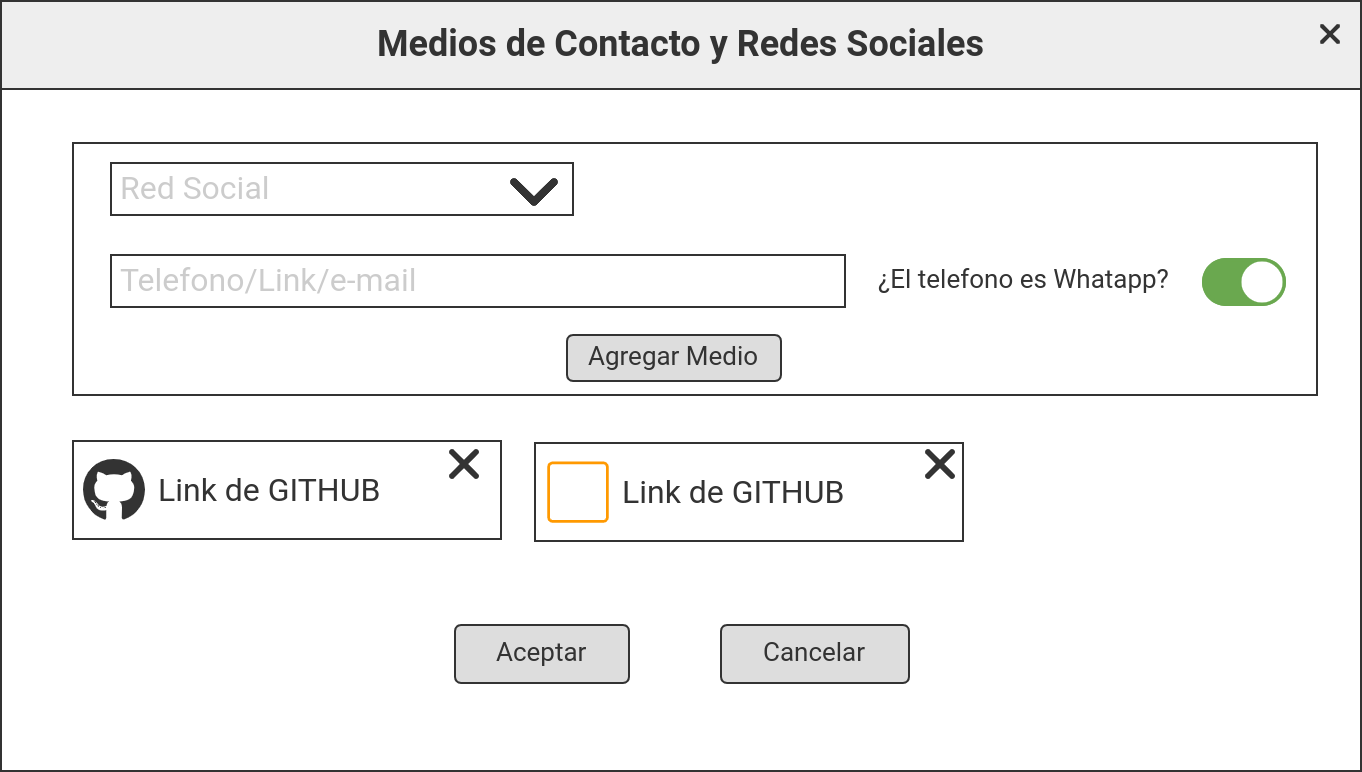 Medios de Contacto y Redes Sociales
Red Social
Telefono/Link/e-mail
¿El telefono es Whatapp?
Agregar Medio
Link de GITHUB
Link de GITHUB
Aceptar
Cancelar